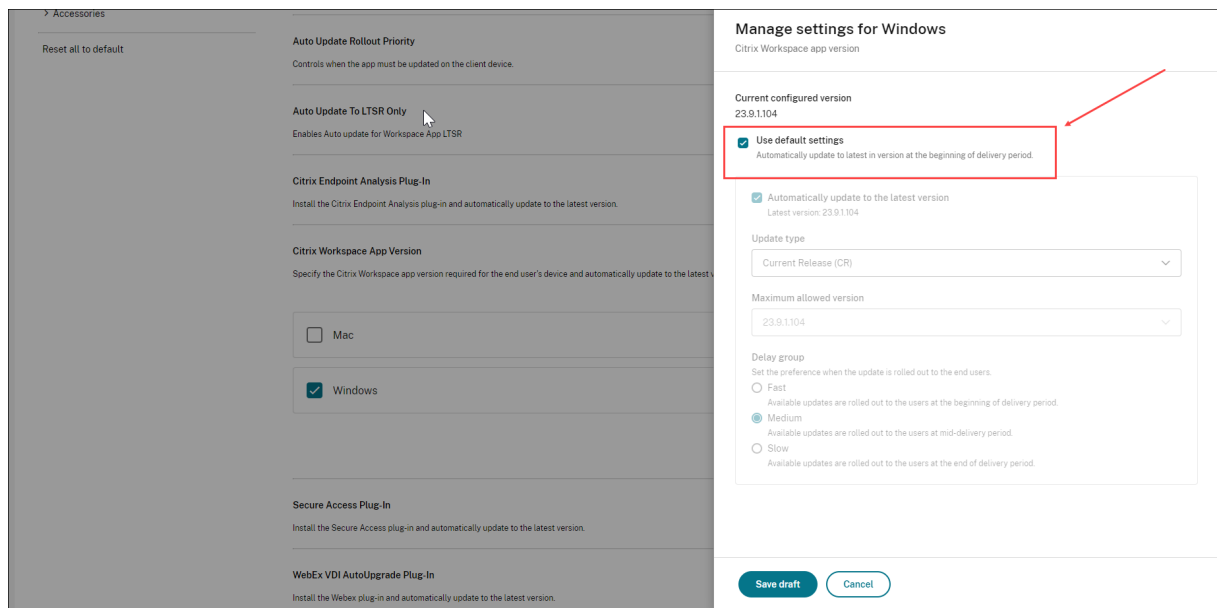 Accessories
Reset all to default
Auto Update Rollout Priority
Controls when the app must be updated on the client device.
Auto Update To LTSR Only
Enables Auto update for Workspace App LTSR
Citrix Endpoint Analysis Plug-In
Install the Citrix Endpoint Analysis plug-in and automatically update to the latest version.
Citrix Workspace App Version
Specify the Citrix Workspace app version required for the end user's device and automatically update to the latest v
Mac
Windows
Secure Access Plug-In
Install the Secure Access plug-in and automatically update to the latest version.
WebEx VDI AutoUpgrade Plug-In
Install the Webex plug-in and automatically update to the latest version.
Manage settings for Windows
Citrix Workspace app version
Current configured version
23.9.1.104
Use default settings
Automatically update to latest in version at the beginning of delivery period.
Automatically update to the latest version
Latest version: 23.9.1.104
Update type
Current Release (CR)
Maximum allowed version
23.9.1.104
Delay group
Set the preference when the update is rolled out to the end users.
Fast
Available updates are rolled out to the users at the beginning of delivery period.
Medium
Available updates are rolled out to the users at mid-delivery period.
Slow
Available updates are rolled out to the users at the end of delivery period.
Save draft
Cancel